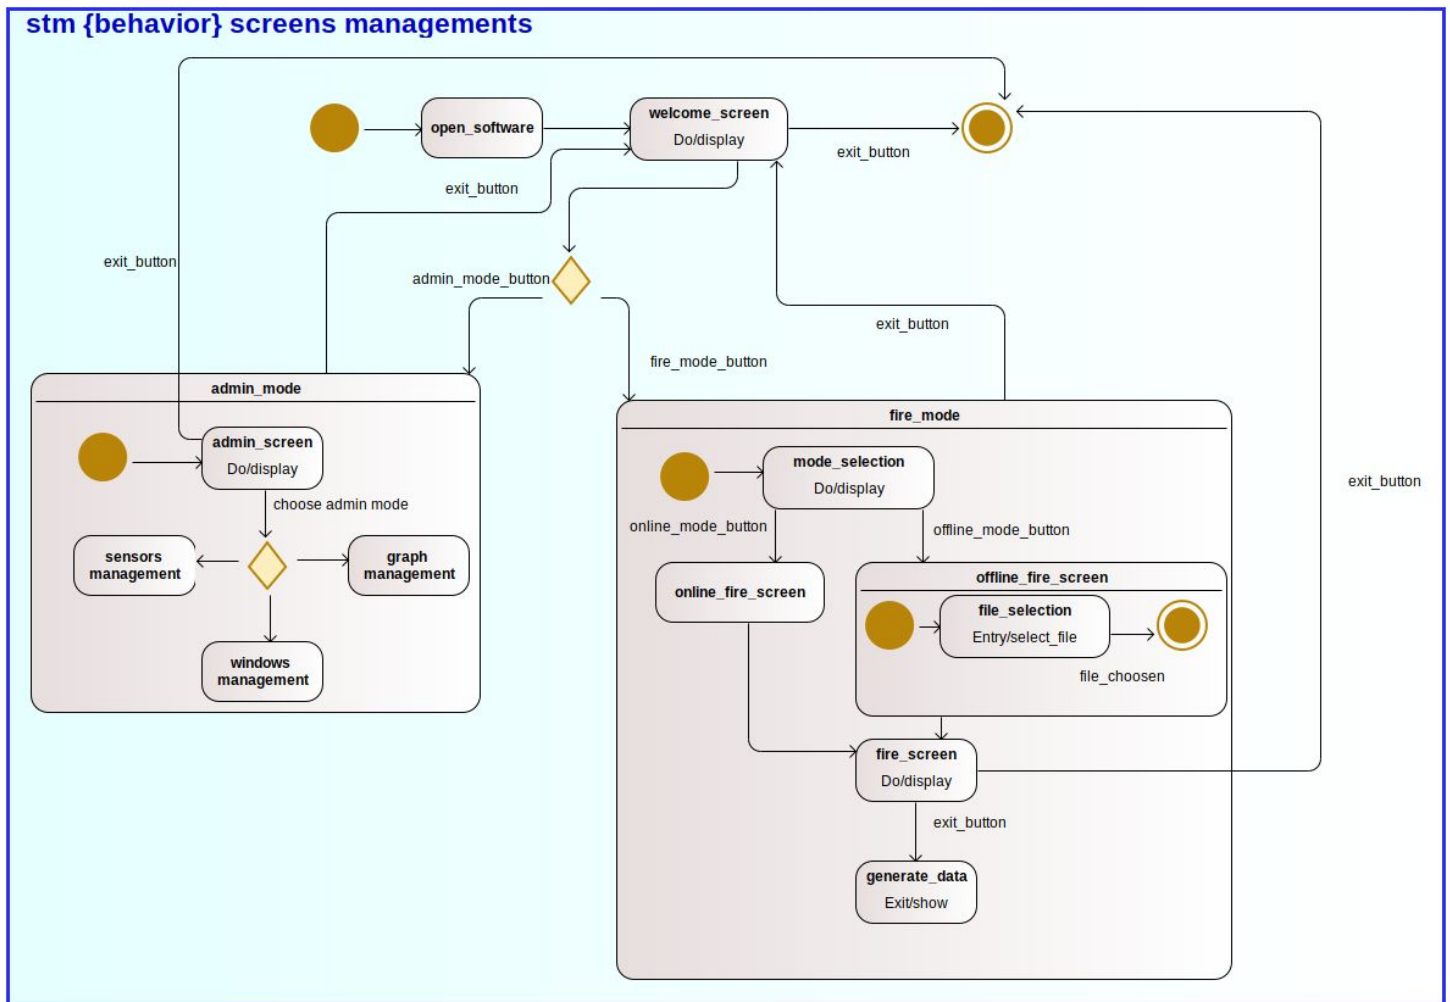 stm {behavior} screens managements
open_software
welcome_screen
Do/display
exit_button
exit_button
exit_button
admin_mode_button
exit_button
fire_mode_button
admin_mode
admin_screen
Do/display
choose admin mode
sensors
management
graph
management
windows
management
fire_mode
mode_selection
Do/display
online_mode_button
offline_mode_button
online_fire_screen
offline_fire_screen
file_selection
Entry/select_file
file_choosen
fire_screen
Do/display
exit_button
generate_data
Exit/show
exit_button